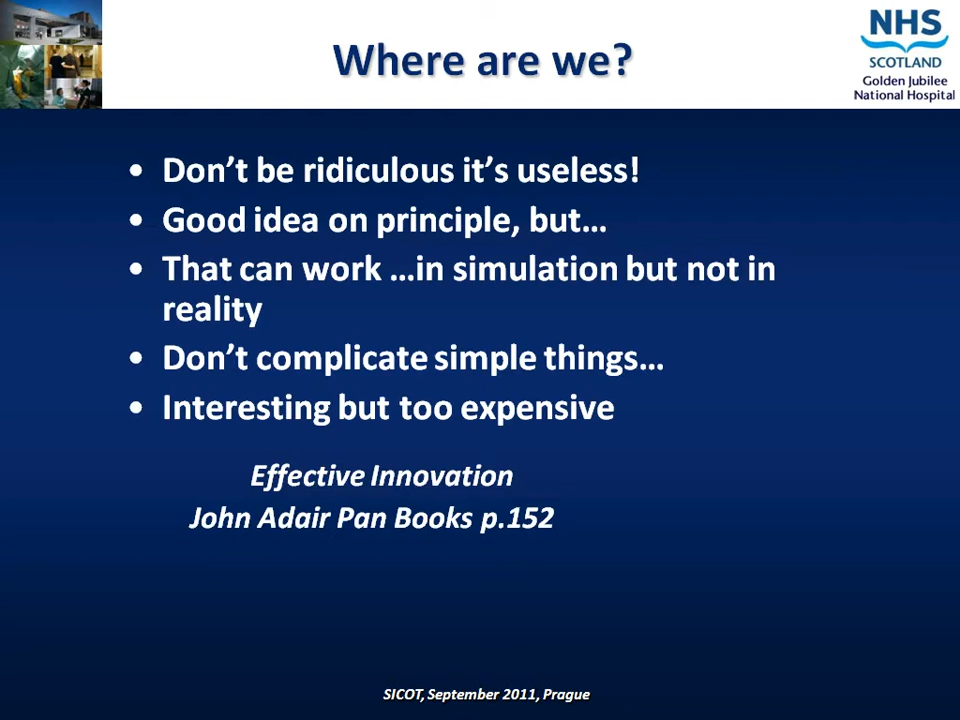 Where are we?
NHS
SCOTLAND
Golden Jubilee
National Hospital
• Don’t be ridiculous it’s useless!
• Good idea on principle, but…
• That can work …in simulation but not in
reality
• Don’t complicate simple things…
• Interesting but too expensive
Effective Innovation
John Adair Pan Books p.152
SICOT, September 2011, Prague